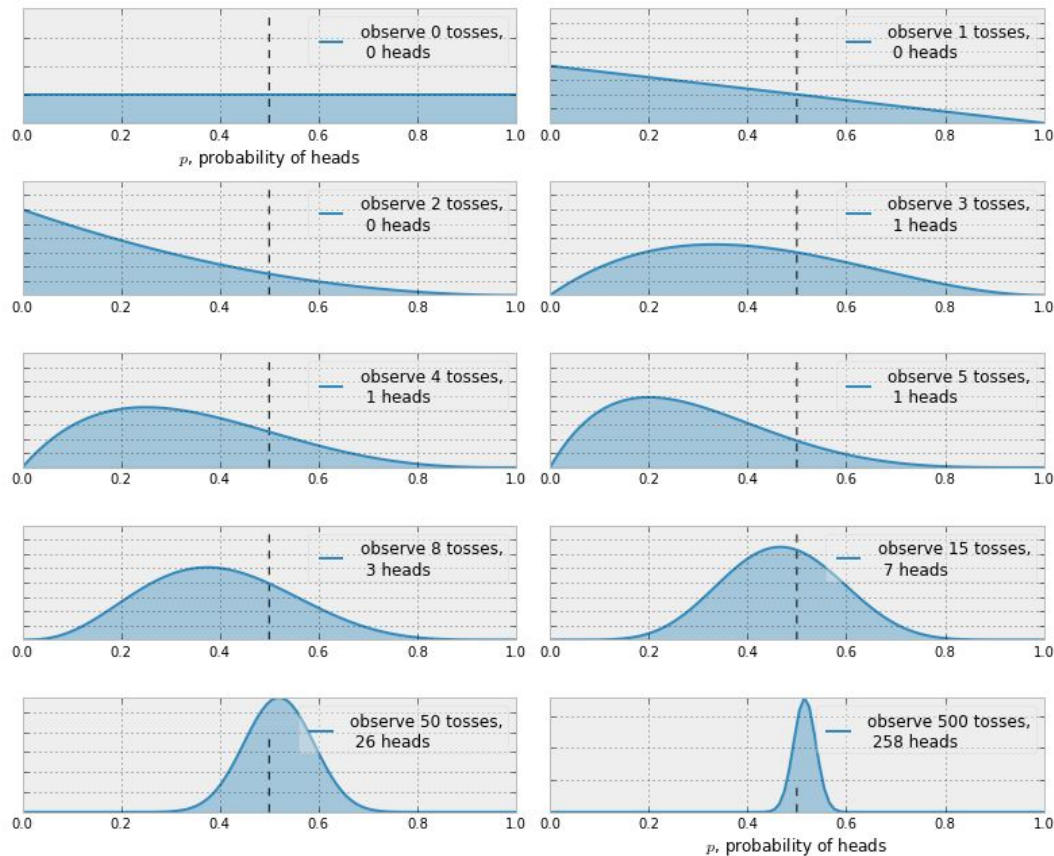 observe 0 tosses,
0 heads
0.0 0.2 0.4 0.6 0.8 1.0
p, probability of heads
observe 1 tosses,
0 heads
0.0 0.2 0.4 0.6 0.8 1.0
observe 2 tosses,
0 heads
0.0 0.2 0.4 0.6 0.8 1.0
observe 3 tosses,
1 heads
0.0 0.2 0.4 0.6 0.8 1.0
observe 4 tosses,
1 heads
0.0 0.2 0.4 0.6 0.8 1.0
observe 5 tosses,
1 heads
0.0 0.2 0.4 0.6 0.8 1.0
observe 8 tosses,
3 heads
0.0 0.2 0.4 0.6 0.8 1.0
observe 15 tosses,
7 heads
0.0 0.2 0.4 0.6 0.8 1.0
observe 50 tosses,
26 heads
0.0 0.2 0.4 0.6 0.8 1.0
observe 500 tosses,
258 heads
0.0 0.2 0.4 0.6 0.8 1.0
p, probability of heads